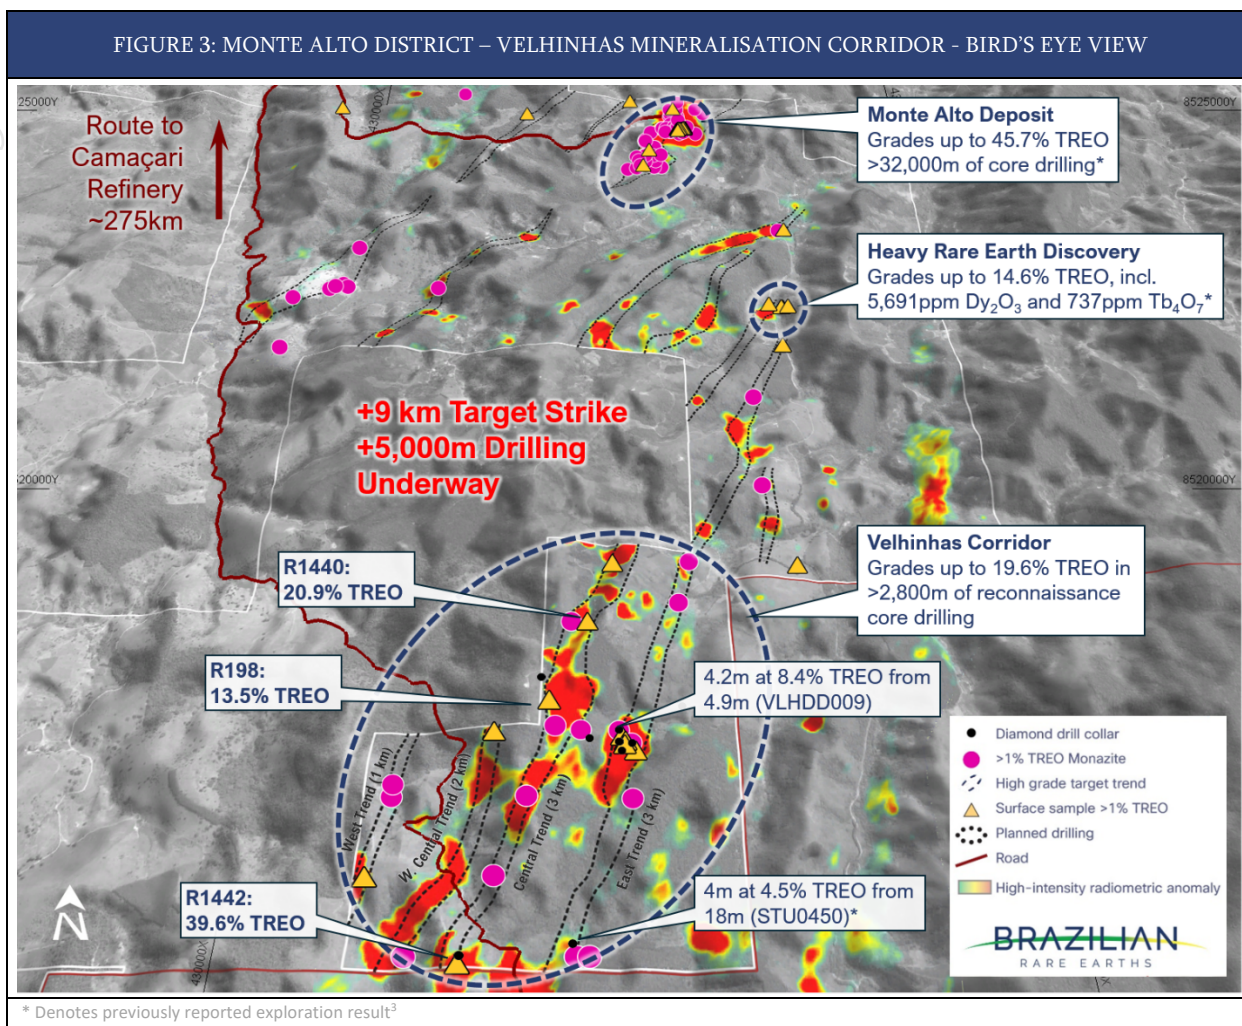 FIGURE 3: MONTE ALTO DISTRICT – VELHINHAS MINERALISATION CORRIDOR - BIRD'S EYE VIEW
25000Y
430000X
8525000Y
Route to
Camaçari
Refinery
~275km
Monte Alto Deposit
Grades up to 45.7% TREO
>32,000m of core drilling*
Heavy Rare Earth Discovery
Grades up to 14.6% TREO, incl.
5,691ppm Dy₂O₃ and 737ppm Tb₄O₇*
+9 km Target Strike
+5,000m Drilling
Underway
520000Y
8520000Y
Velhinhas Corridor
Grades up to 19.6% TREO in
>2,800m of reconnaissance
core drilling
R1440:
20.9% TREO
R198:
13.5% TREO
4.2m at 8.4% TREO from
4.9m (VLHDD009)
West Trend (1 km)
W. Central Trend (2 km)
Central Trend (3 km)
East Trend (3 km)
R1442:
39.6% TREO
4m at 4.5% TREO from
18m (STU0450)*
Diamond drill collar
>1% TREO Monazite
High grade target trend
Surface sample >1% TREO
Planned drilling
Road
High-intensity radiometric anomaly
N
430000X
BRAZILIAN
RARE EARTHS
* Denotes previously reported exploration result³